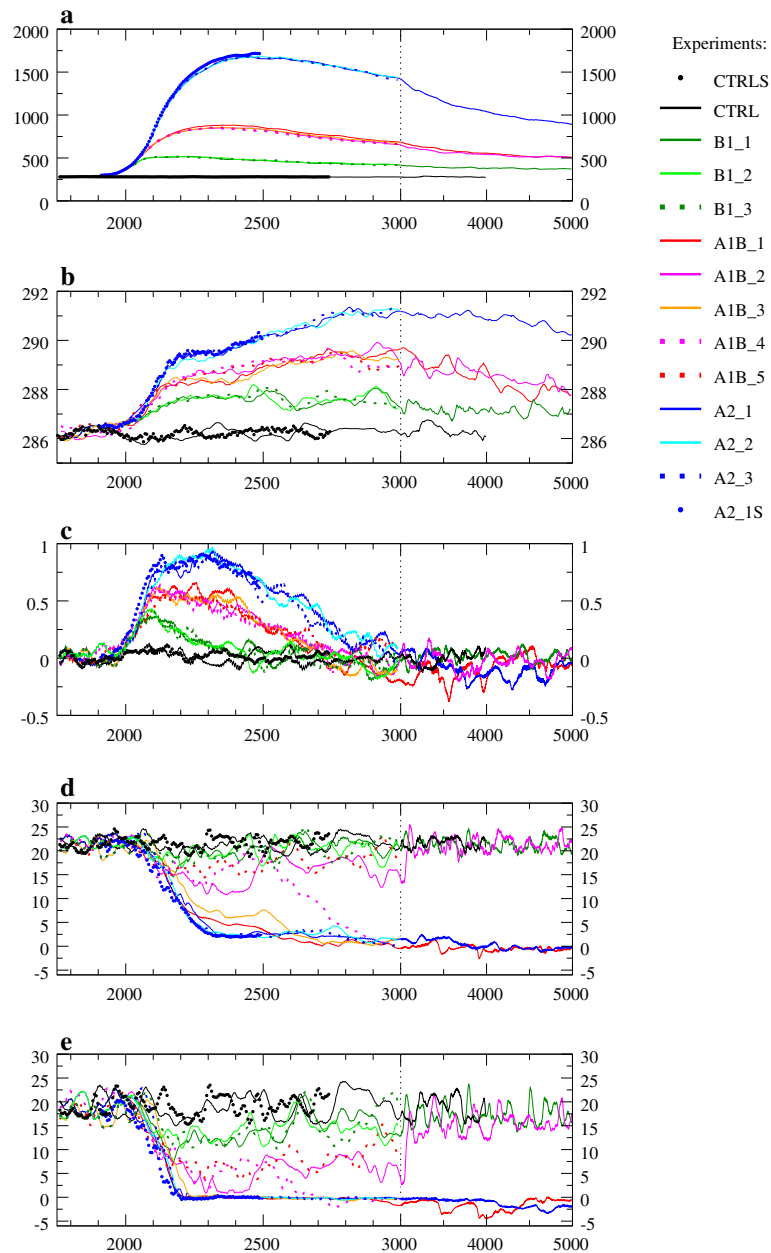 a
2000 2000
1500 1500
1000 1000
500 500
0 0
2000 2500 3000 4000 5000
b
292 292
290 290
288 288
286 286
2000 2500 3000 4000 5000
c
1 1
0.5 0.5
0 0
-0.5 -0.5
2000 2500 3000 4000 5000
d
30 30
25 25
20 20
15 15
10 10
5 5
0 0
-5 -5
2000 2500 3000 4000 5000
e
30 30
25 25
20 20
15 15
10 10
5 5
0 0
-5 -5
2000 2500 3000 4000 5000
Experiments:
CTRLS
CTRL
B1_1
B1_2
B1_3
A1B_1
A1B_2
A1B_3
A1B_4
A1B_5
A2_1
A2_2
A2_3
A2_1S